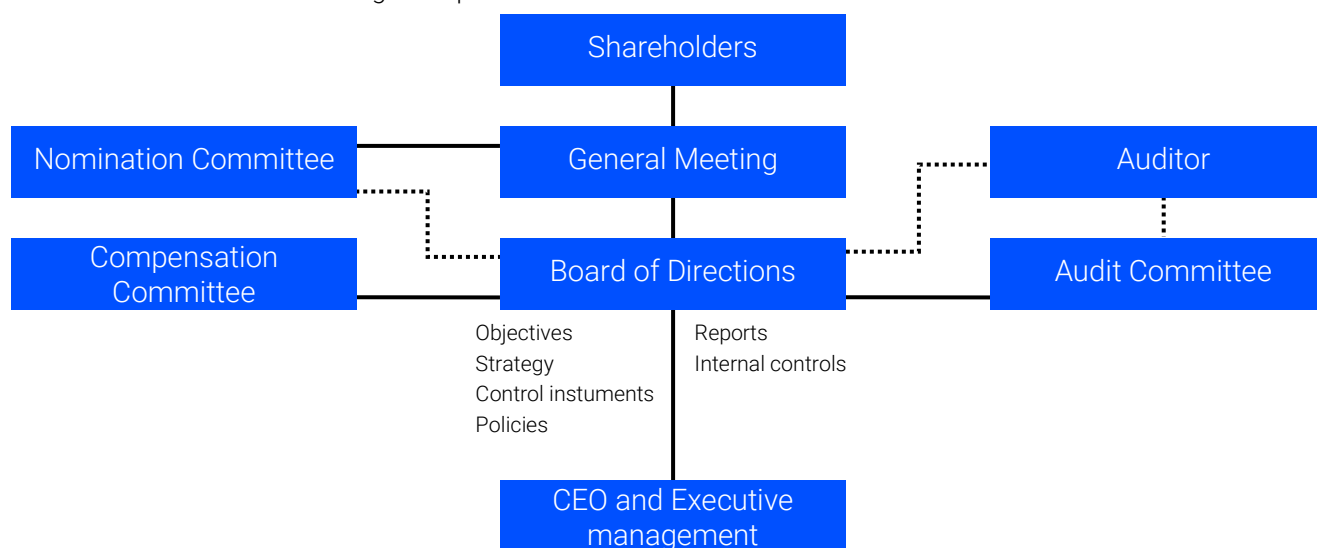 Shareholders
Nomination Committee
General Meeting
Auditor
Compensation
Committee
Board of Directions
Audit Committee
Objectives
Strategy
Control instuments
Policies
Reports
Internal controls
CEO and Executive
management